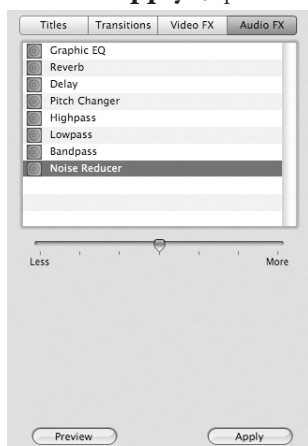 Titles Transitions Video FX Audio FX
Graphic EQ
Reverb
Delay
Pitch Changer
Highpass
Lowpass
Bandpass
Noise Reducer
Less More
Preview Apply